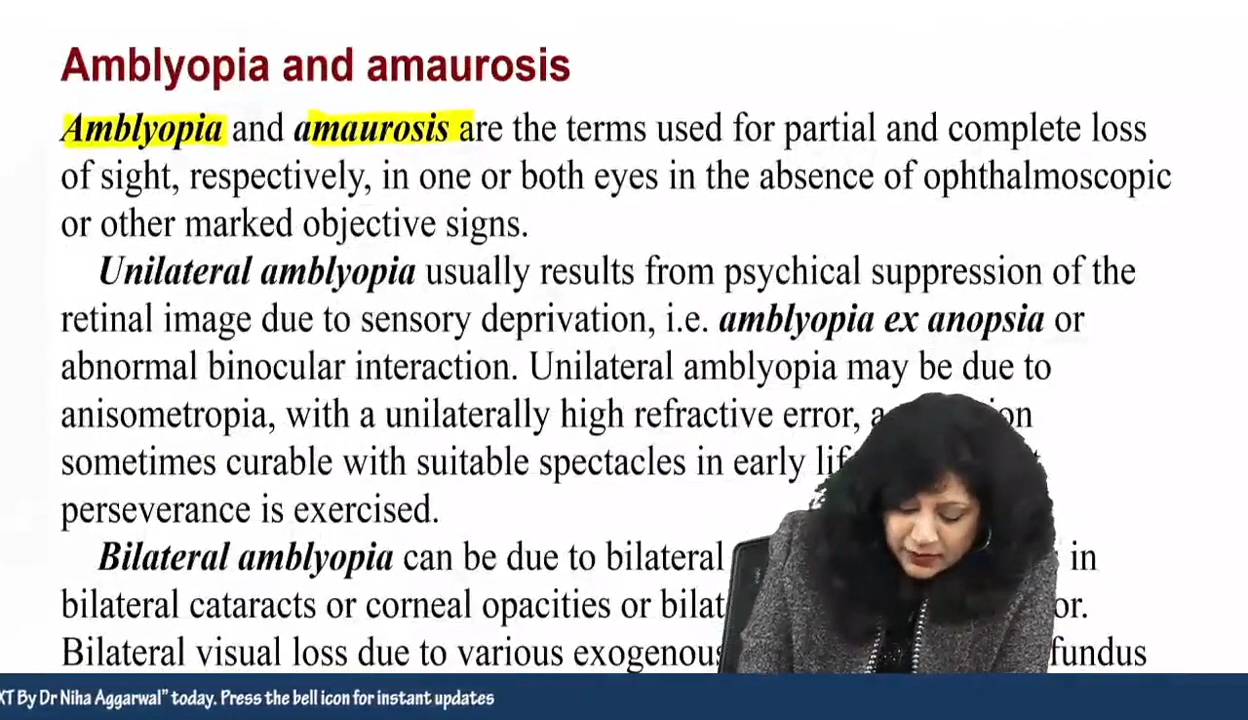 Amblyopia and amaurosis
Amblyopia and amaurosis are the terms used for partial and complete loss
of sight, respectively, in one or both eyes in the absence of ophthalmoscopic
or other marked objective signs.
Unilateral amblyopia usually results from psychical suppression of the
retinal image due to sensory deprivation, i.e. amblyopia ex anopsia or
abnormal binocular interaction. Unilateral amblyopia may be due to
anisometropia, with a unilaterally high refractive error,
sometimes curable with suitable spectacles in early
perseverance is exercised.
Bilateral amblyopia can be due to bilateral in
bilateral cataracts or corneal opacities or
Bilateral visual loss due to various fundus
By Dr Niha Aggarwal" today. Press the bell icon for instant updates